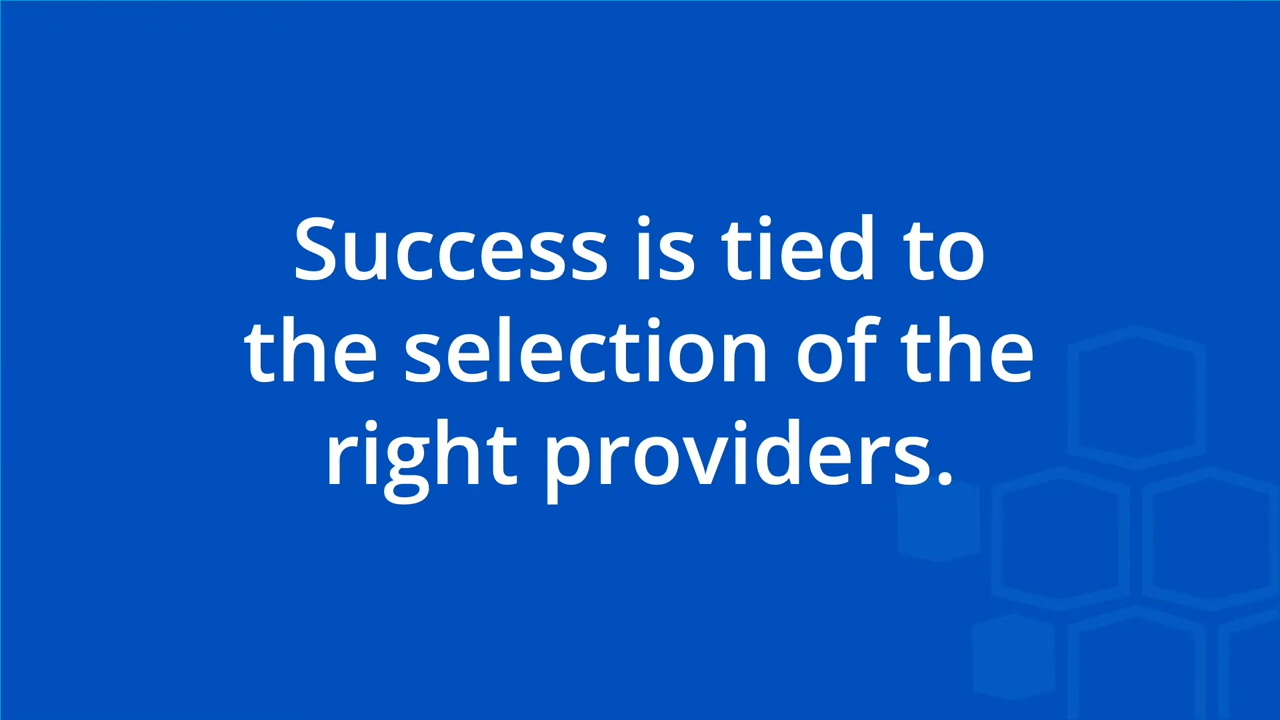 Success is tied to
the selection of the
right providers.